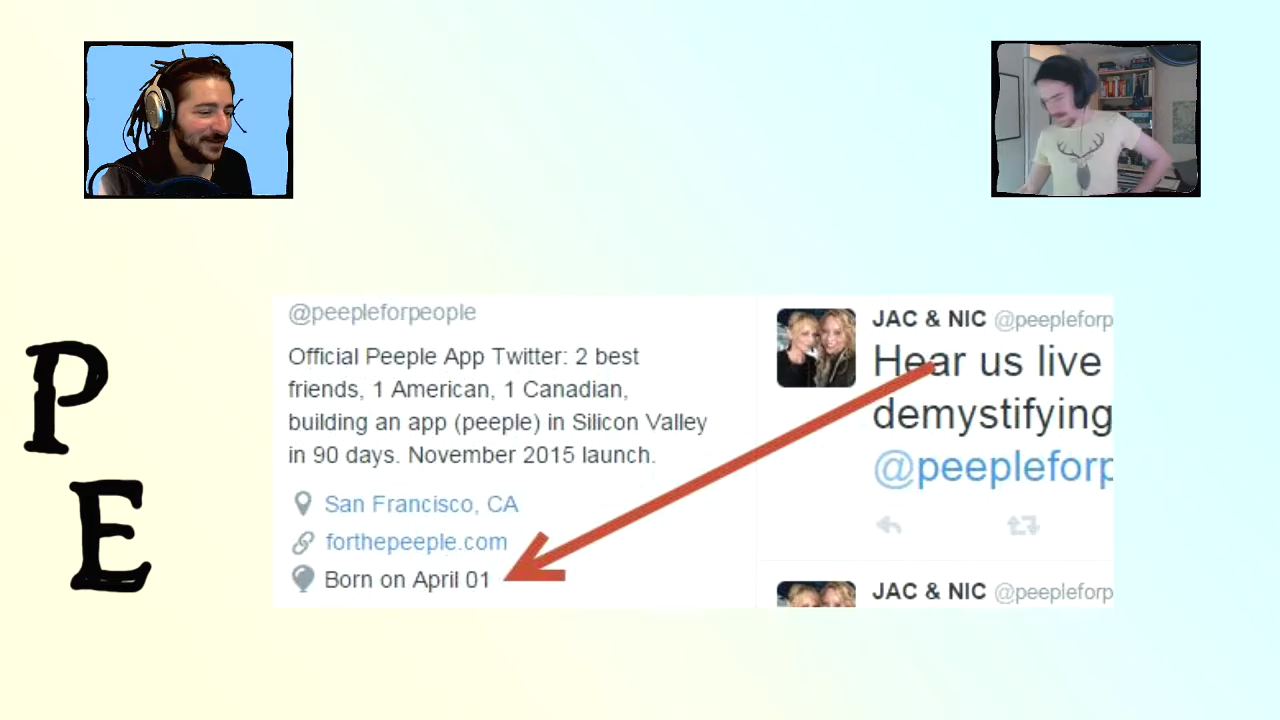 P
E
@peepleforpeople
Official Peeple App Twitter: 2 best
friends, 1 American, 1 Canadian,
building an app (peeple) in Silicon Valley
in 90 days. November 2015 launch.
San Francisco, CA
forthepeeple.com
Born on April 01
JAC & NIC @peepleforp
Hear us live
demystifying
@peepleforp
JAC & NIC @peepleforp